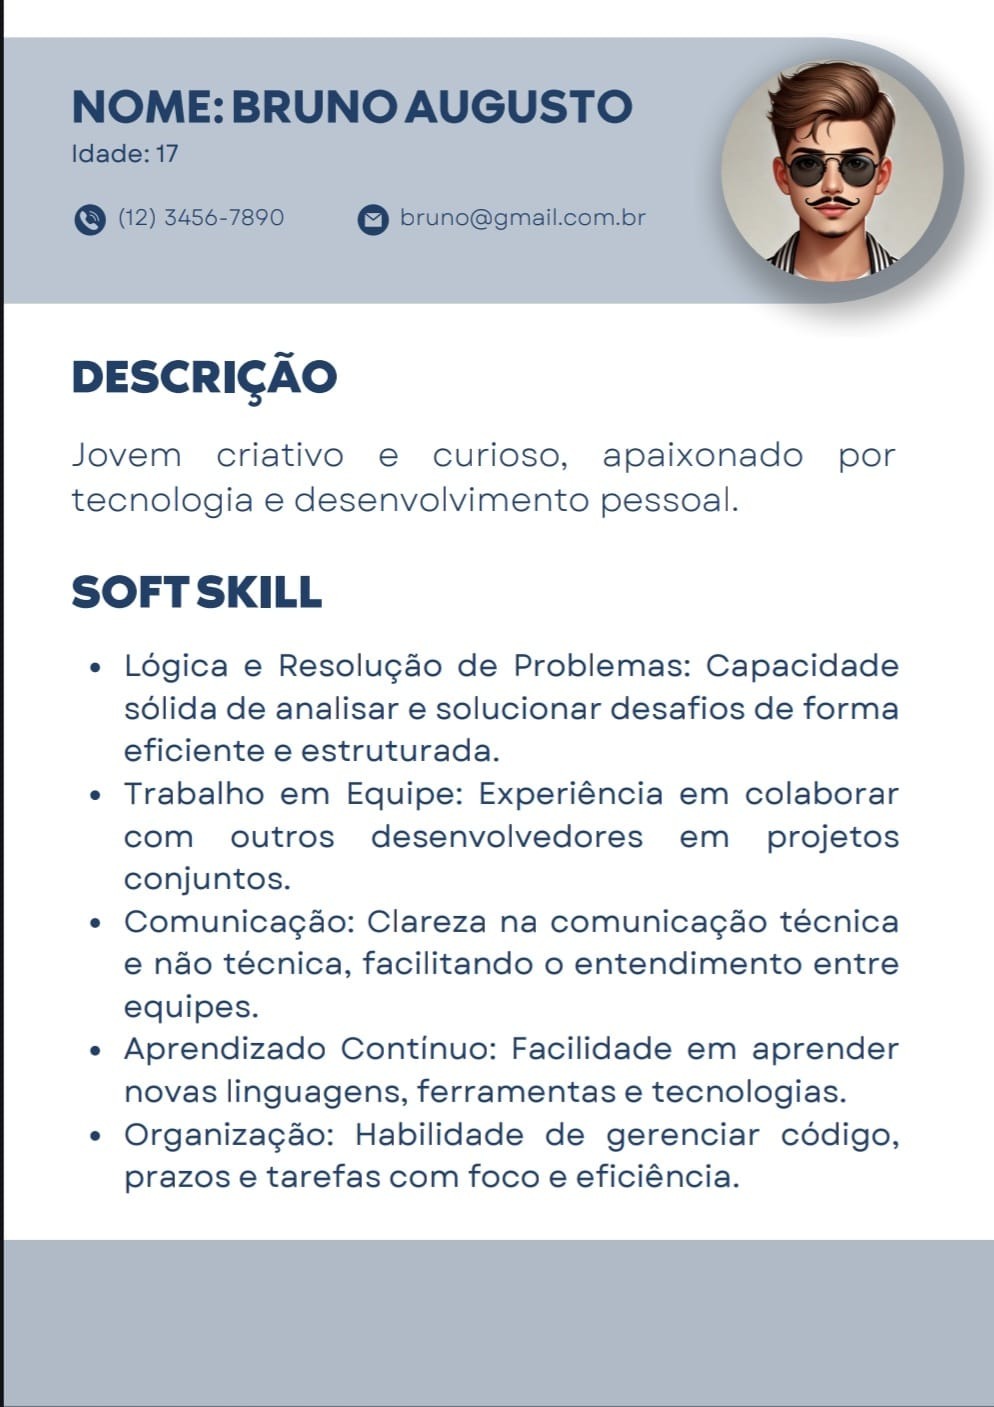 NOME: BRUNO AUGUSTO
Idade: 17
(12) 3456-7890 bruno@gmail.com.br
DESCRIÇÃO
Jovem criativo e curioso, apaixonado por
tecnologia e desenvolvimento pessoal.
SOFT SKILL
• Lógica e Resolução de Problemas: Capacidade
sólida de analisar e solucionar desafios de forma
eficiente e estruturada.
• Trabalho em Equipe: Experiência em colaborar
com outros desenvolvedores em projetos
conjuntos.
• Comunicação: Clareza na comunicação técnica
e não técnica, facilitando o entendimento entre
equipes.
• Aprendizado Contínuo: Facilidade em aprender
novas linguagens, ferramentas e tecnologias.
• Organização: Habilidade de gerenciar código,
prazos e tarefas com foco e eficiência.